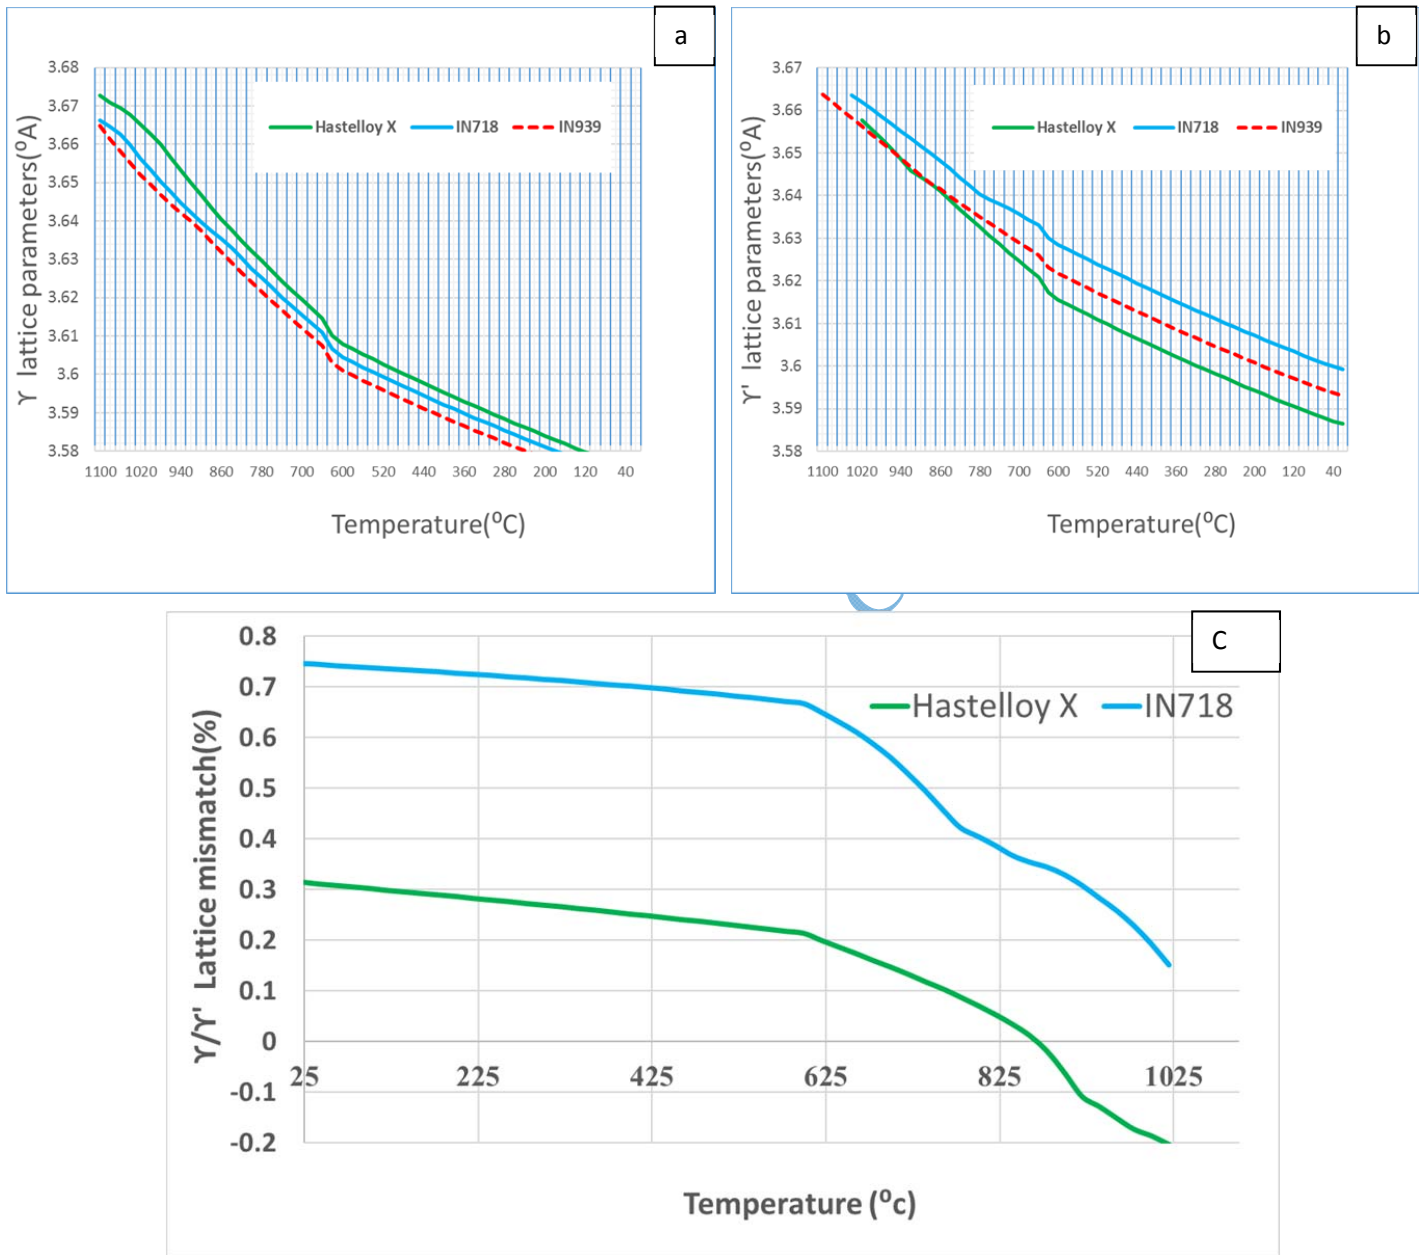 a
3.68
3.67
3.66
3.65
3.64
3.63
3.62
3.61
3.6
3.59
3.58
ϒ lattice parameters(⁰A)
Hastelloy X IN718 IN939
1100 1020 940 860 780 700 600 520 440 360 280 200 120 40
Temperature(⁰C)
b
3.67
3.66
3.65
3.64
3.63
3.62
3.61
3.6
3.59
3.58
ϒ' lattice parameters(⁰A)
Hastelloy X IN718 IN939
1100 1020 940 860 780 700 600 520 440 360 280 200 120 40
Temperature(⁰C)
C
0.8
0.7
0.6
0.5
0.4
0.3
0.2
0.1
0
-0.1
-0.2
ϒ/ϒ' Lattice mismatch(%)
Hastelloy X IN718
25 225 425 625 825 1025
Temperature (⁰c)